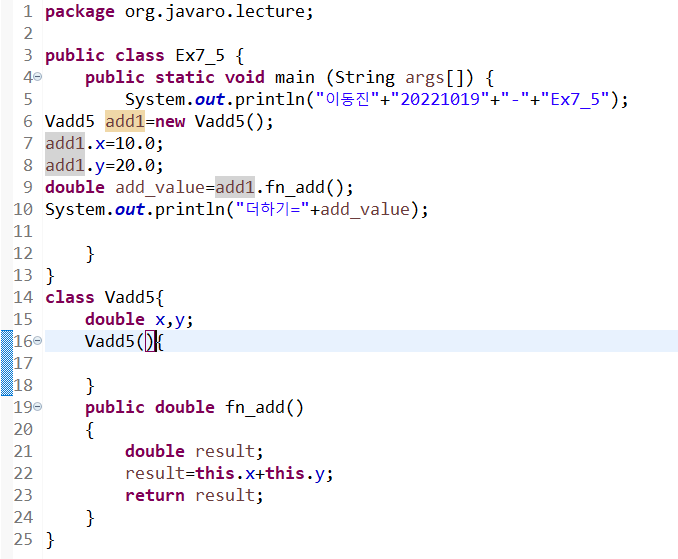 1 package org.javaro.lecture;
2
3 public class Ex7_5 {
4 public static void main (String args[]) {
5 System.out.println("이동진"+"20221019"+"-"+"Ex7_5");
6 Vadd5 add1=new Vadd5();
7 add1.x=10.0;
8 add1.y=20.0;
9 double add_value=add1.fn_add();
10 System.out.println("더하기="+add_value);
11
12 }
13 }
14 class Vadd5{
15 double x,y;
16 Vadd5(){
17
18 }
19 public double fn_add()
20 {
21 double result;
22 result=this.x+this.y;
23 return result;
24 }
25 }